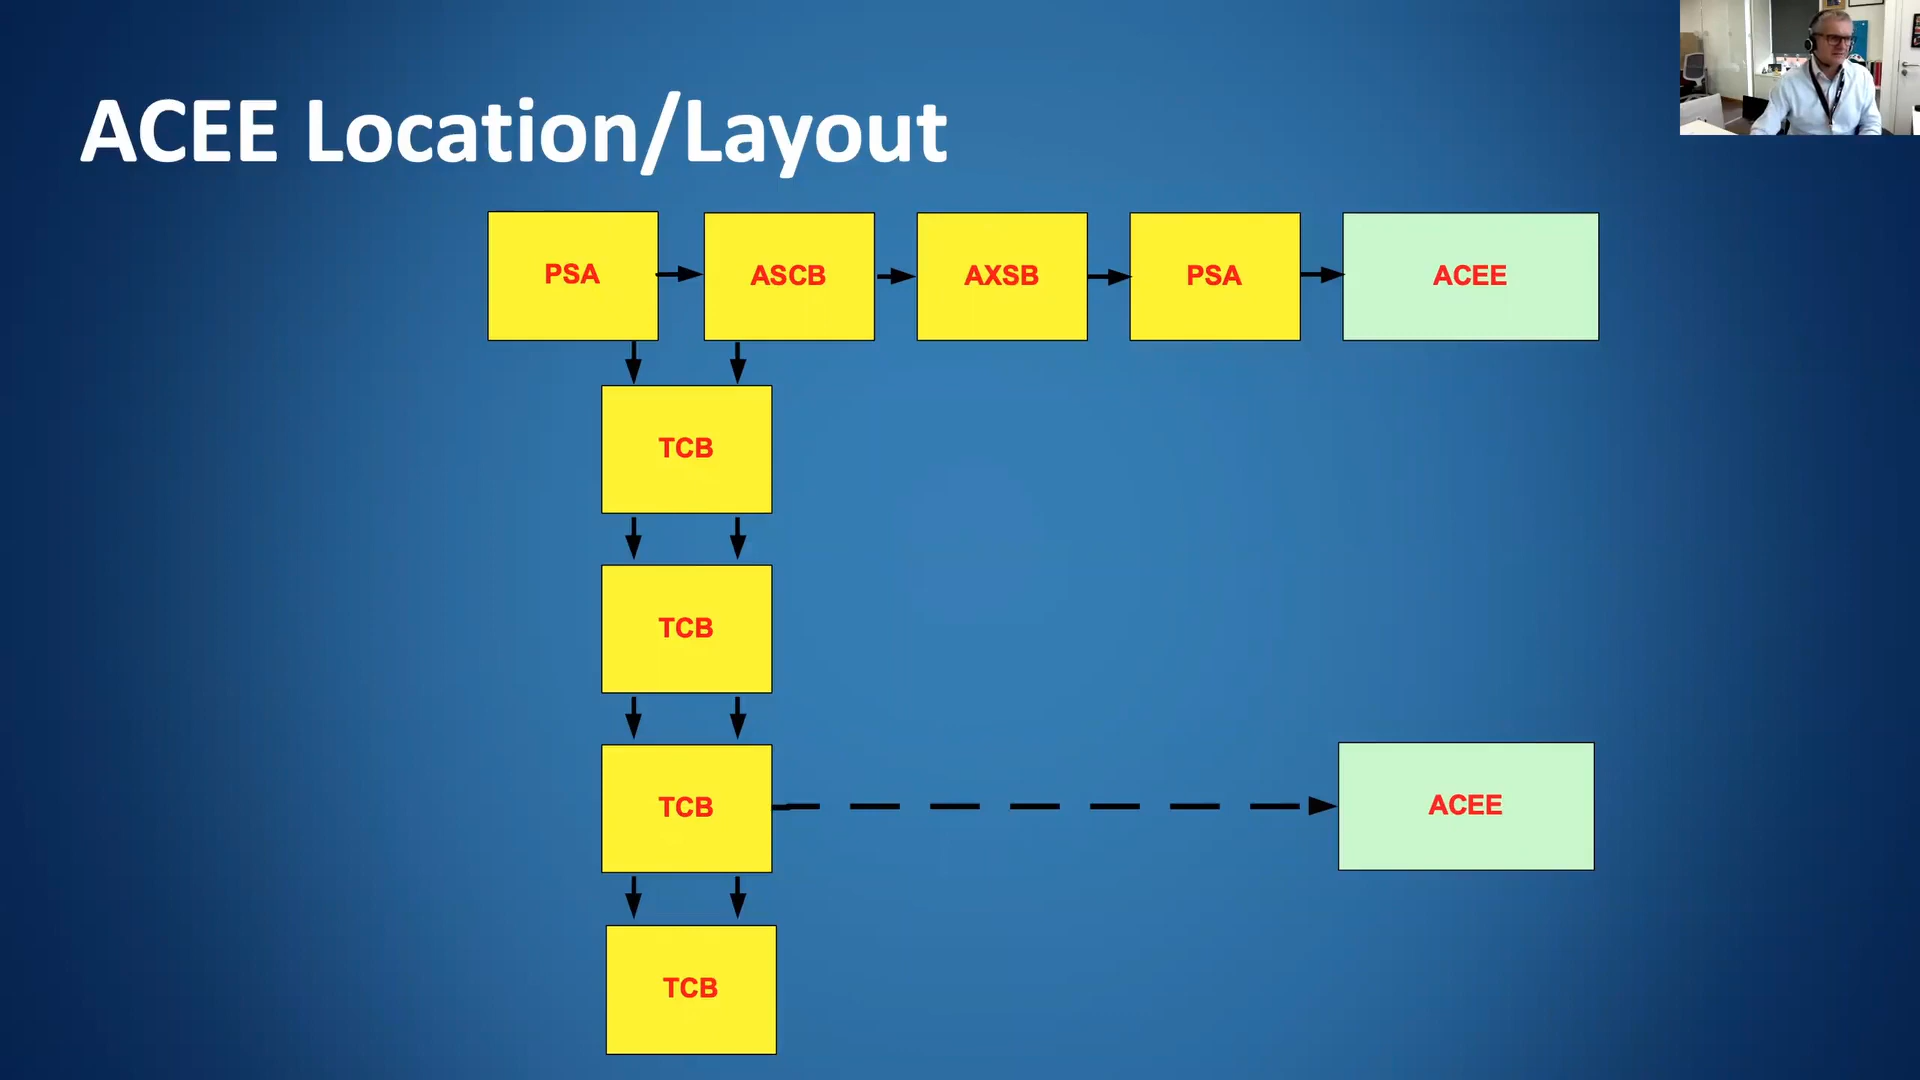 ACEE Location/Layout
PSA
ASCB
AXSB
PSA
ACEE
TCB
TCB
TCB
ACEE
TCB